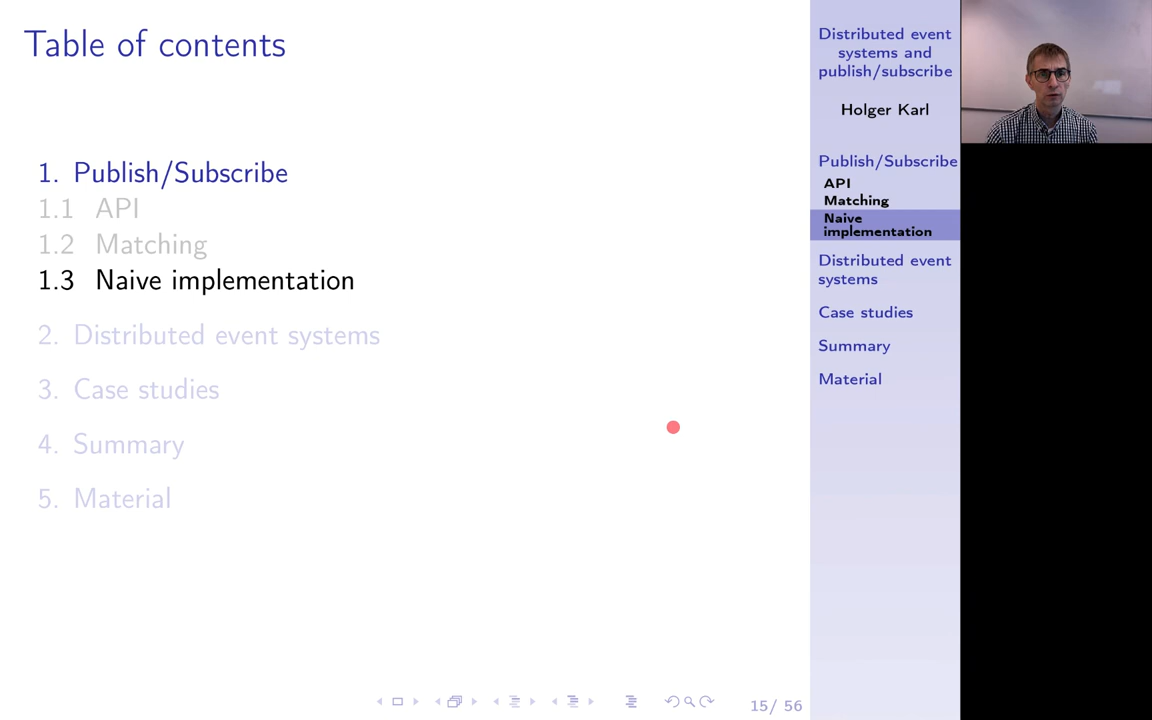 Table of contents
1. Publish/Subscribe
1.1 API
1.2 Matching
1.3 Naive implementation
2. Distributed event systems
3. Case studies
4. Summary
5. Material
15/ 56
Distributed event
systems and
publish/subscribe
Holger Karl
Publish/Subscribe
API
Matching
Naive
implementation
Distributed event
systems
Case studies
Summary
Material